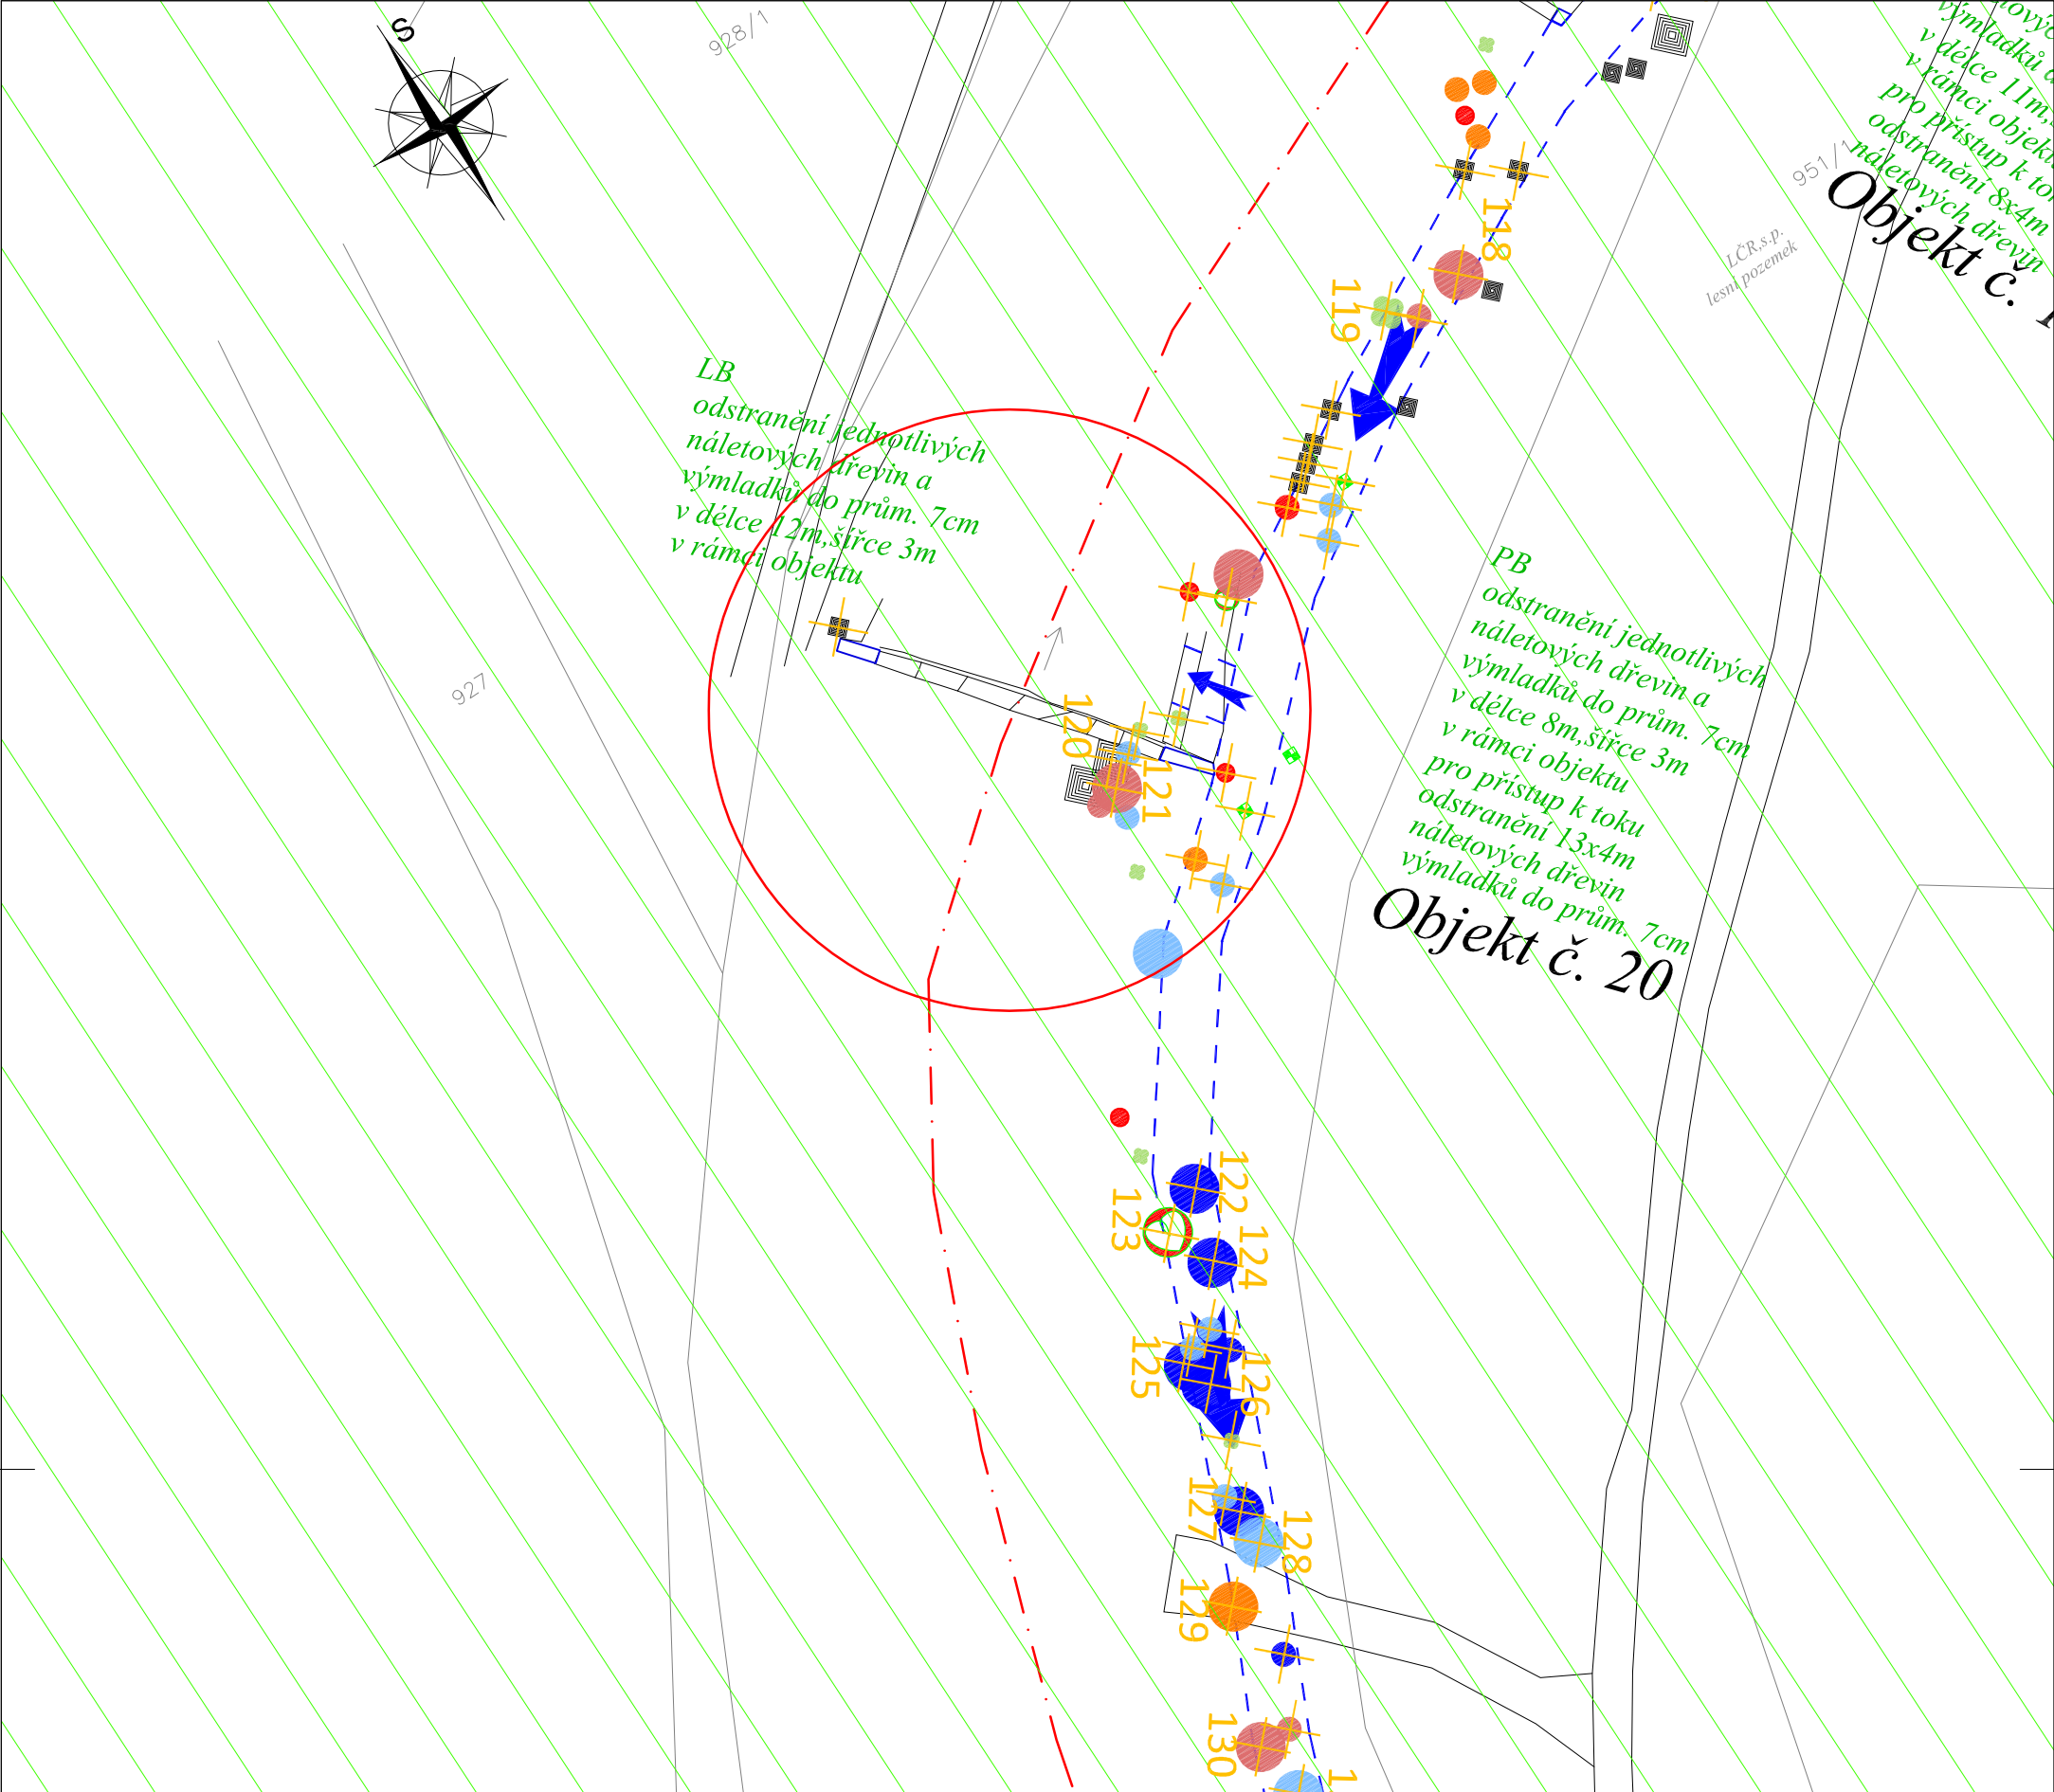 S
928/1
výmladků
v délce 11m,
v rámci objektu
pro přístup k toku
odstranění 8x4m
náletových dřevin
951/1
Objekt č.
LČR,s.p.
lesní pozemek
118
119
LB
odstranění jednotlivých
náletových dřevin a
výmladků do prům. 7cm
v délce 12m,šířce 3m
v rámci objektu
927
PB
odstranění jednotlivých
náletových dřevin a
výmladků do prům. 7cm
v délce 8m,šířce 3m
v rámci objektu
pro přístup k toku
odstranění 13x4m
náletových dřevin
výmladků do prům. 7cm
Objekt č. 20
120
121
122
123
124
125
126
127
128
129
130
1